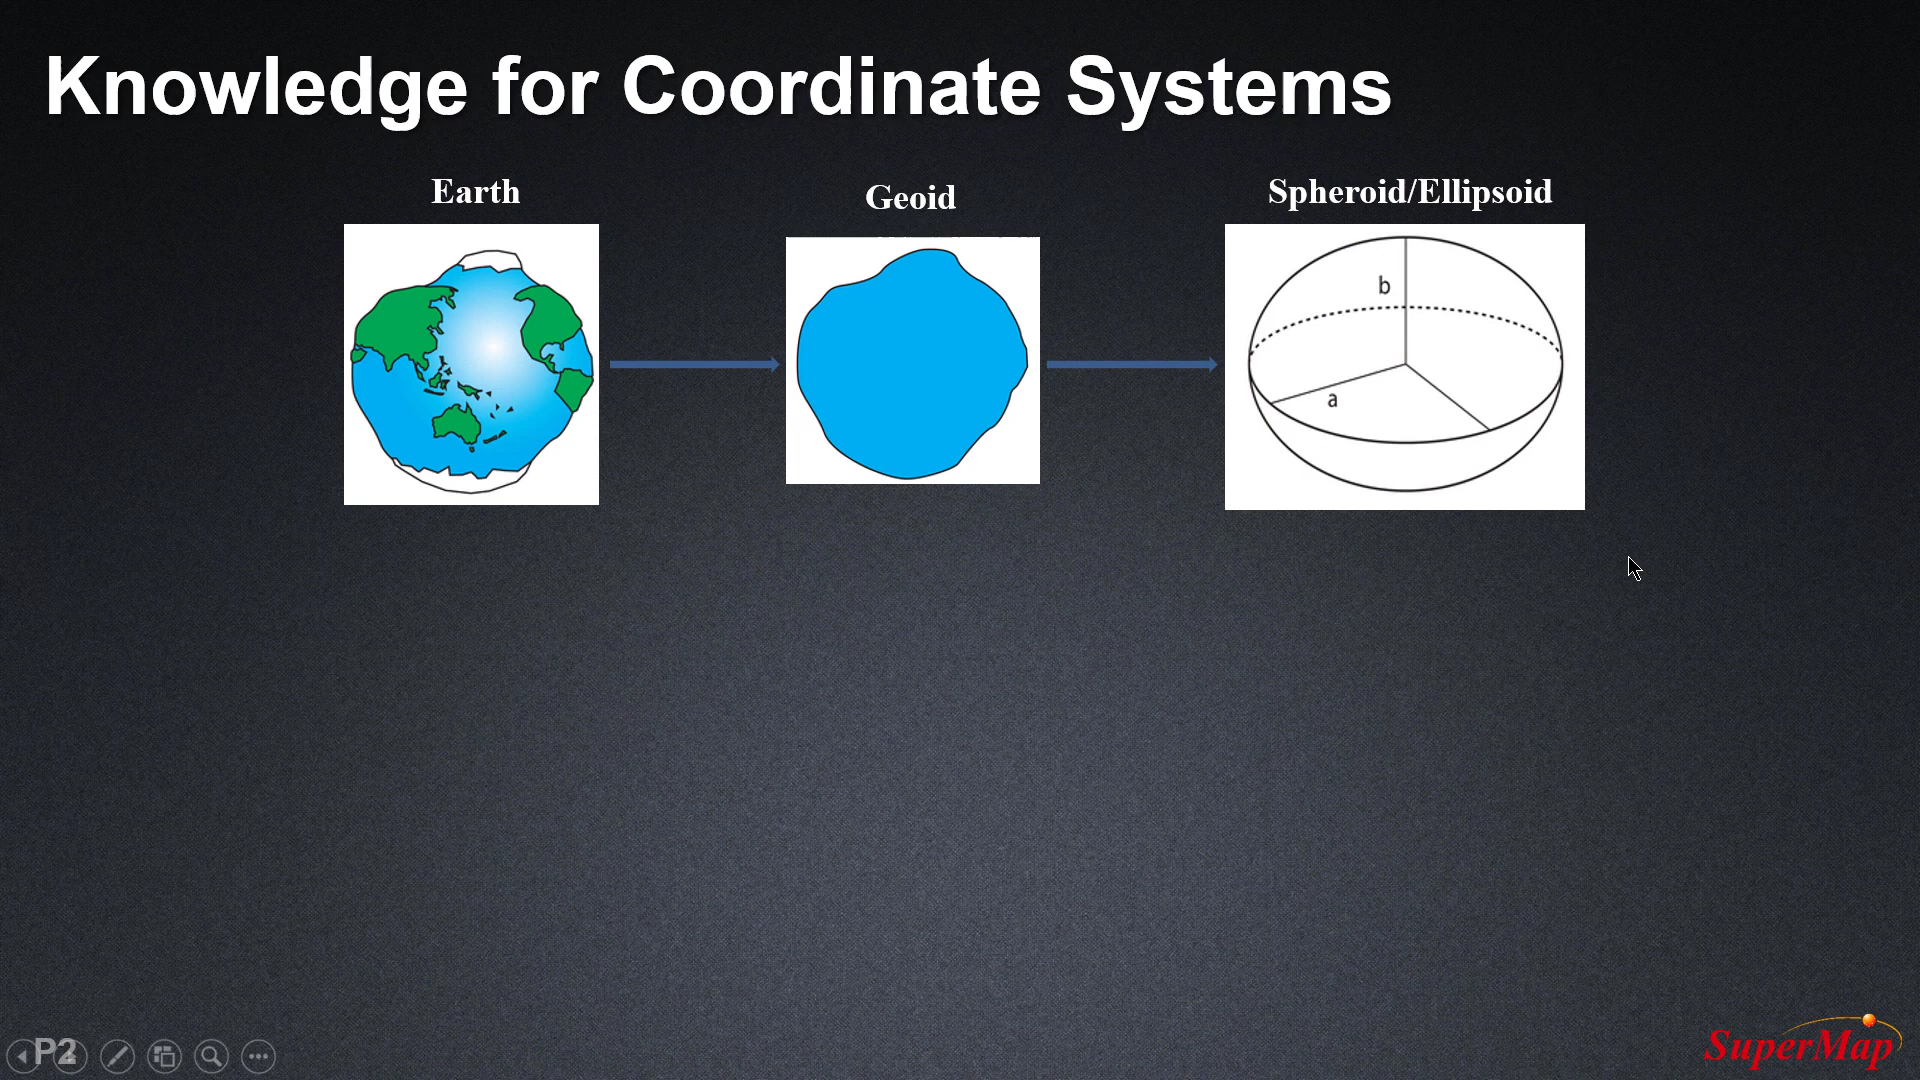 Knowledge for Coordinate Systems
Earth
Geoid
Spheroid/Ellipsoid
b
a
P2
SuperMap